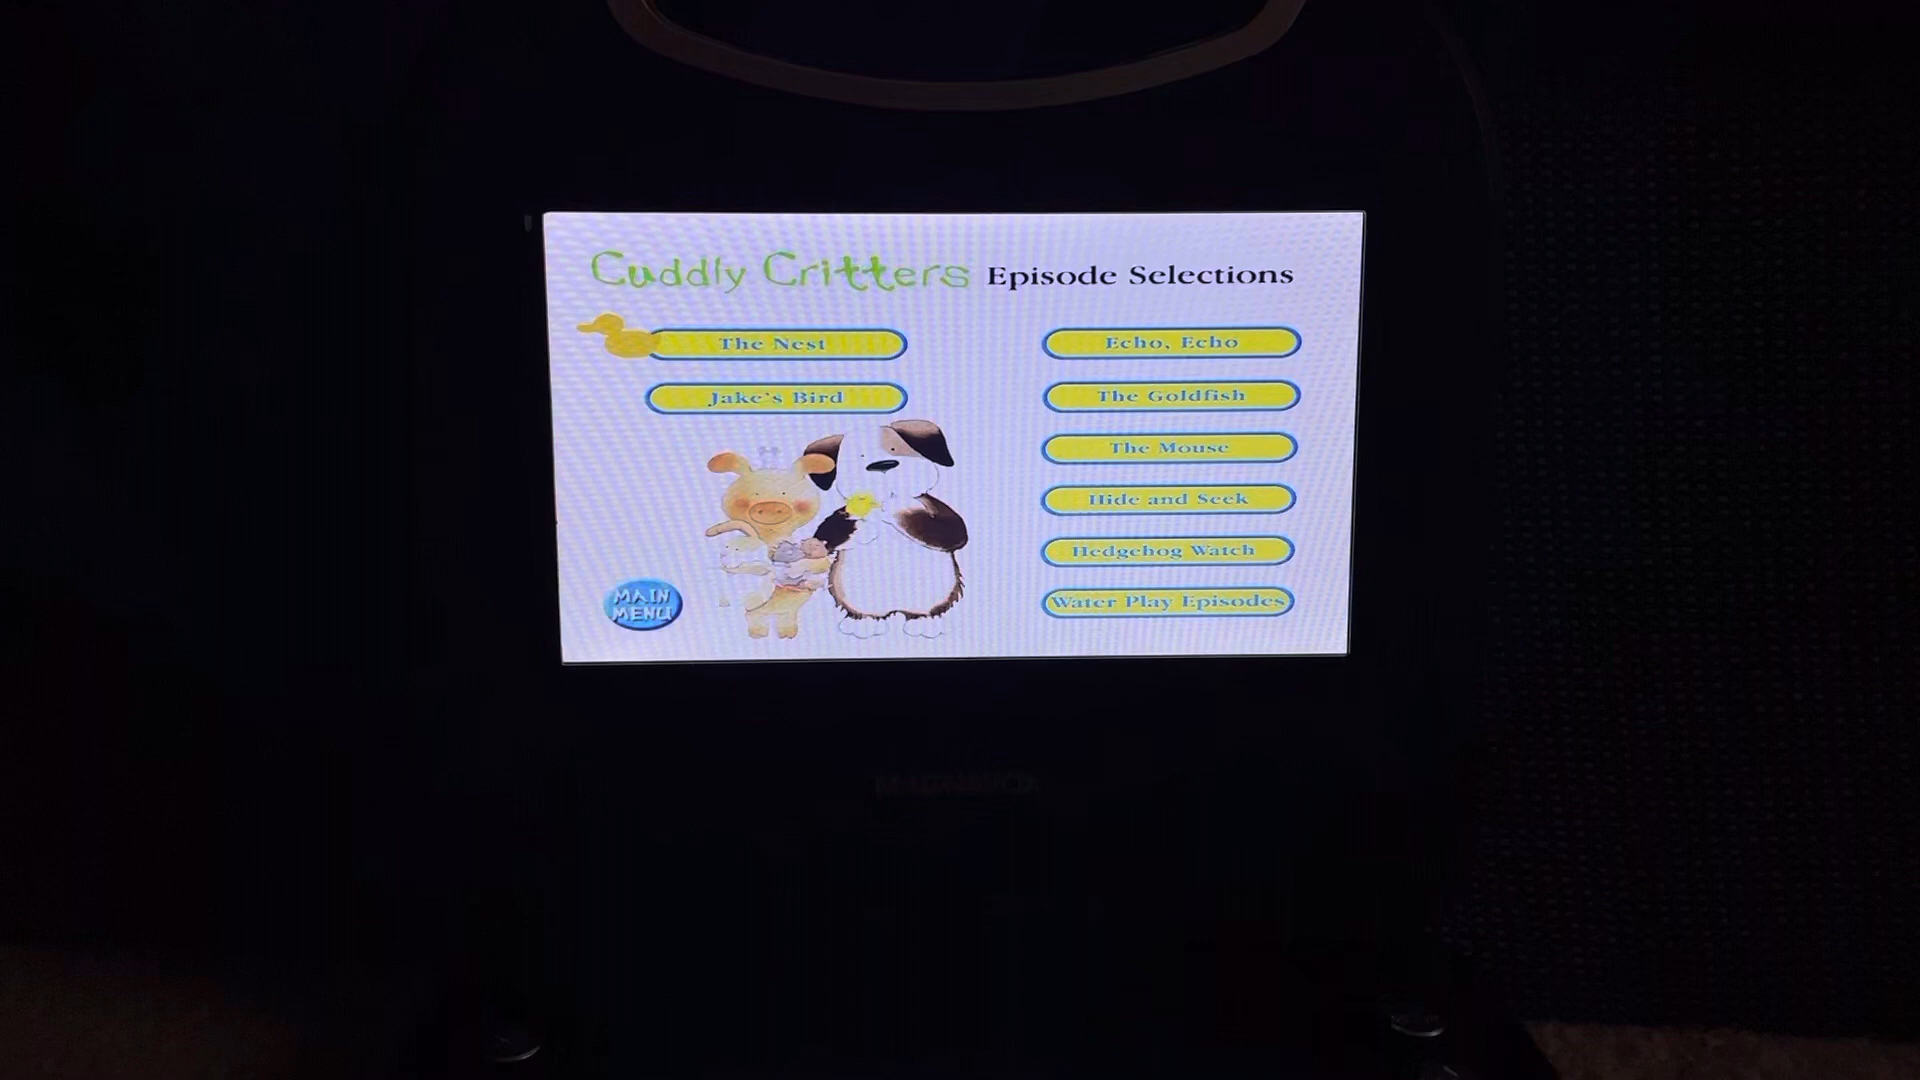 Cuddly Critters Episode Selections
The Nest
Jake's Bird
Echo, Echo
The Goldfish
The Mouse
Hide and Seek
Hedgehog Watch
Water Play Episodes
MAIN
MENU
MAGNAVOX